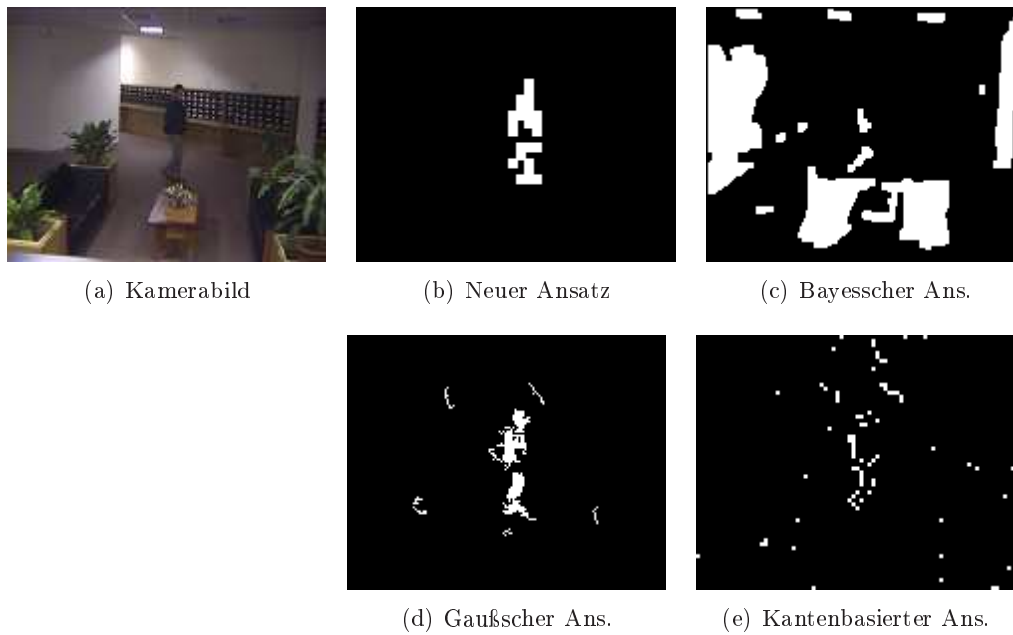 (a) Kamerabild
(b) Neuer Ansatz
(c) Bayesscher Ans.
(d) Gaußscher Ans.
(e) Kantenbasierter Ans.